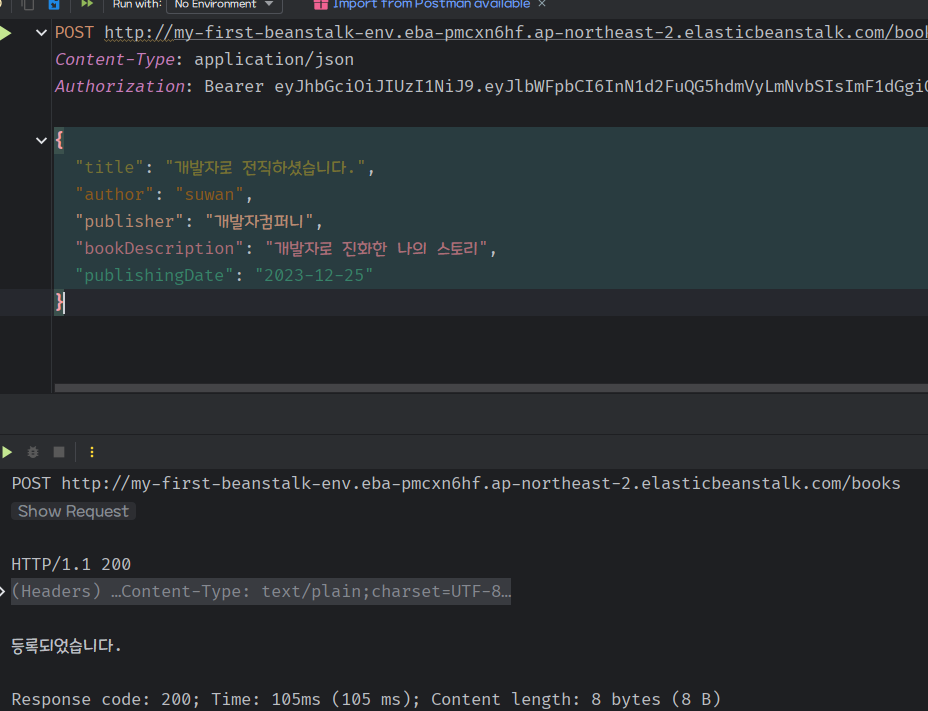 Run with: No Environment Import from Postman available
POST http://my-first-beanstalk-env.eba-pmcxn6hf.ap-northeast-2.elasticbeanstalk.com/book
Content-Type: application/json
Authorization: Bearer eyJhbGciOiJIUzI1NiJ9.eyJlbWFpbCI6InN1d2FuQG5hdmVyLmNvbSIsImF1dGgi
{
"title": "개발자로 전직하셨습니다.",
"author": "suwan",
"publisher": "개발자컴퍼니",
"bookDescription": "개발자로 진화한 나의 스토리",
"publishingDate": "2023-12-25"
}
POST http://my-first-beanstalk-env.eba-pmcxn6hf.ap-northeast-2.elasticbeanstalk.com/books
Show Request
HTTP/1.1 200
(Headers) …Content-Type: text/plain;charset=UTF-8…
등록되었습니다.
Response code: 200; Time: 105ms (105 ms); Content length: 8 bytes (8 B)